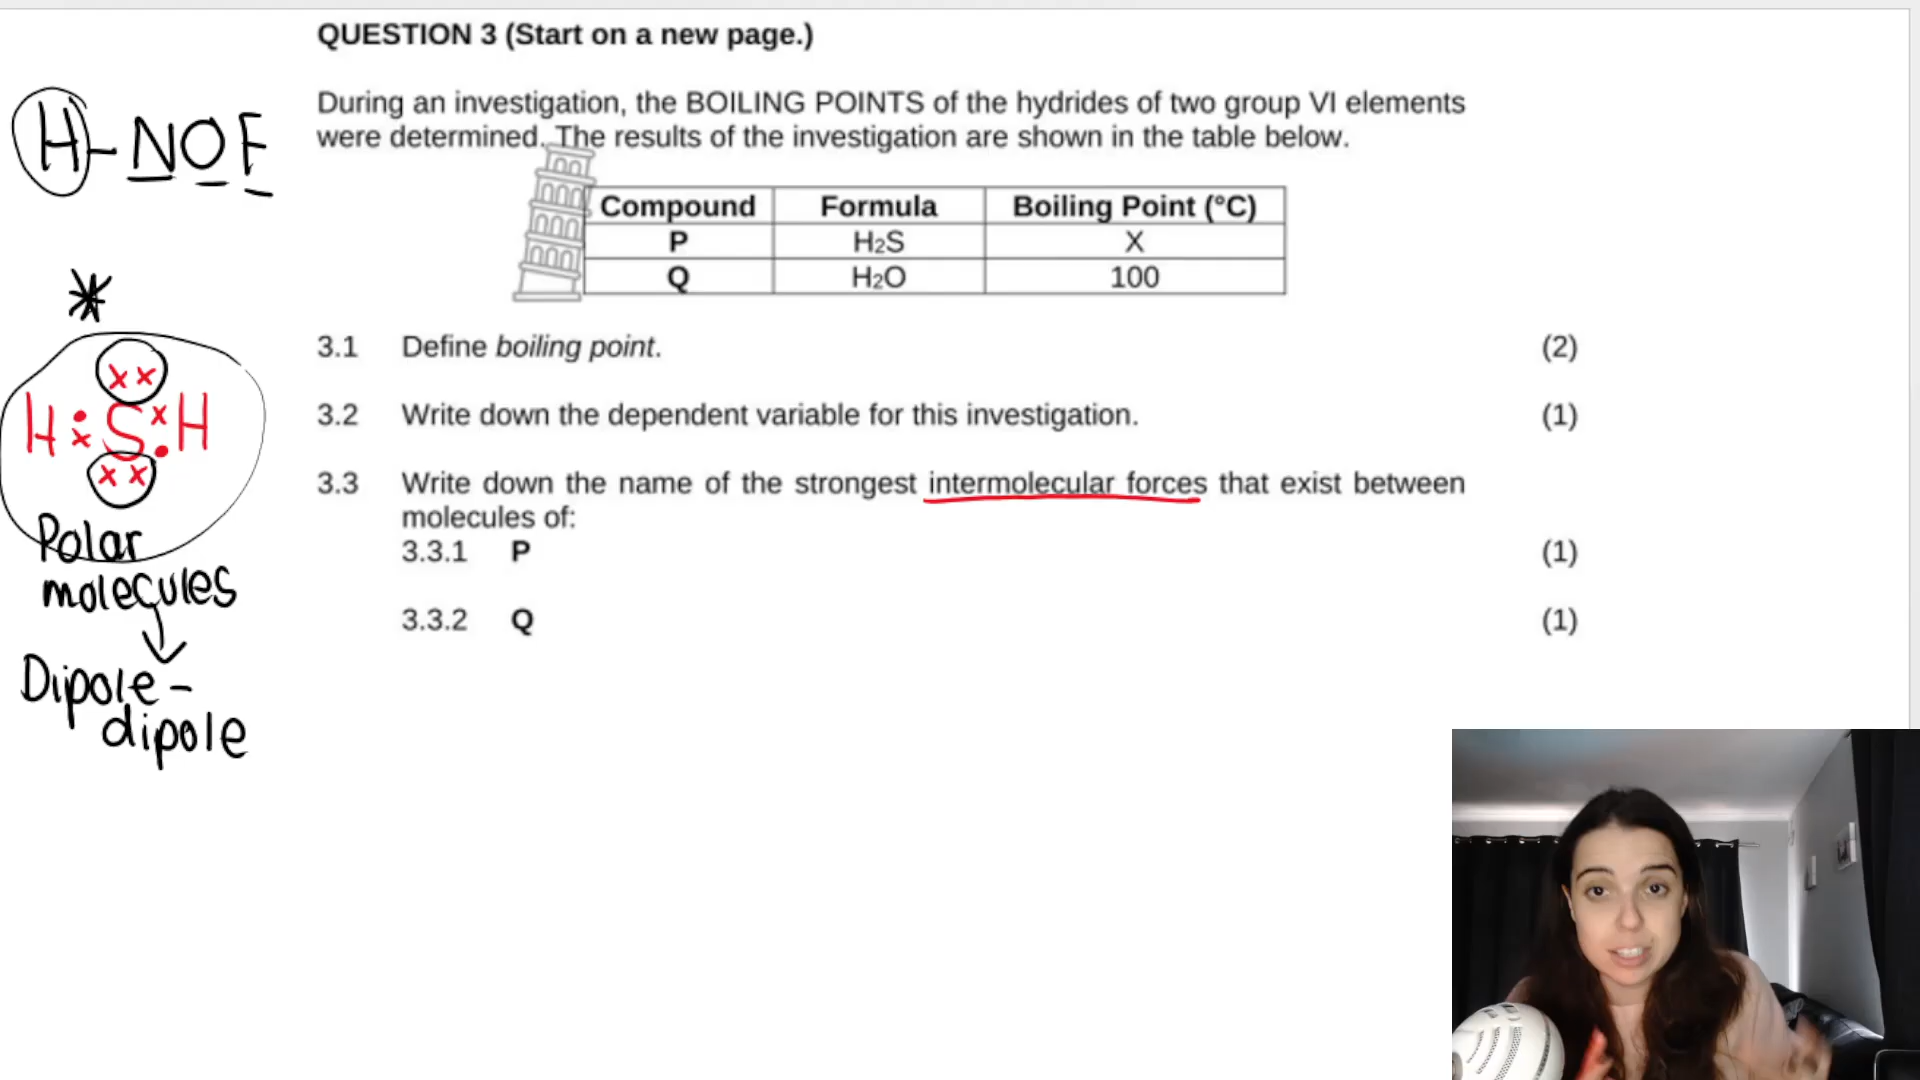 QUESTION 3 (Start on a new page.)
During an investigation, the BOILING POINTS of the hydrides of two group VI elements
were determined. The results of the investigation are shown in the table below.
Compound Formula Boiling Point (°C)
P H₂S X
Q H₂O 100
3.1 Define boiling point. (2)
3.2 Write down the dependent variable for this investigation. (1)
3.3 Write down the name of the strongest intermolecular forces that exist between
molecules of:
3.3.1 P (1)
3.3.2 Q (1)
H-NOF
*
xx
H:S xH
x .
xx
Polar
molecules
Dipole-
dipole